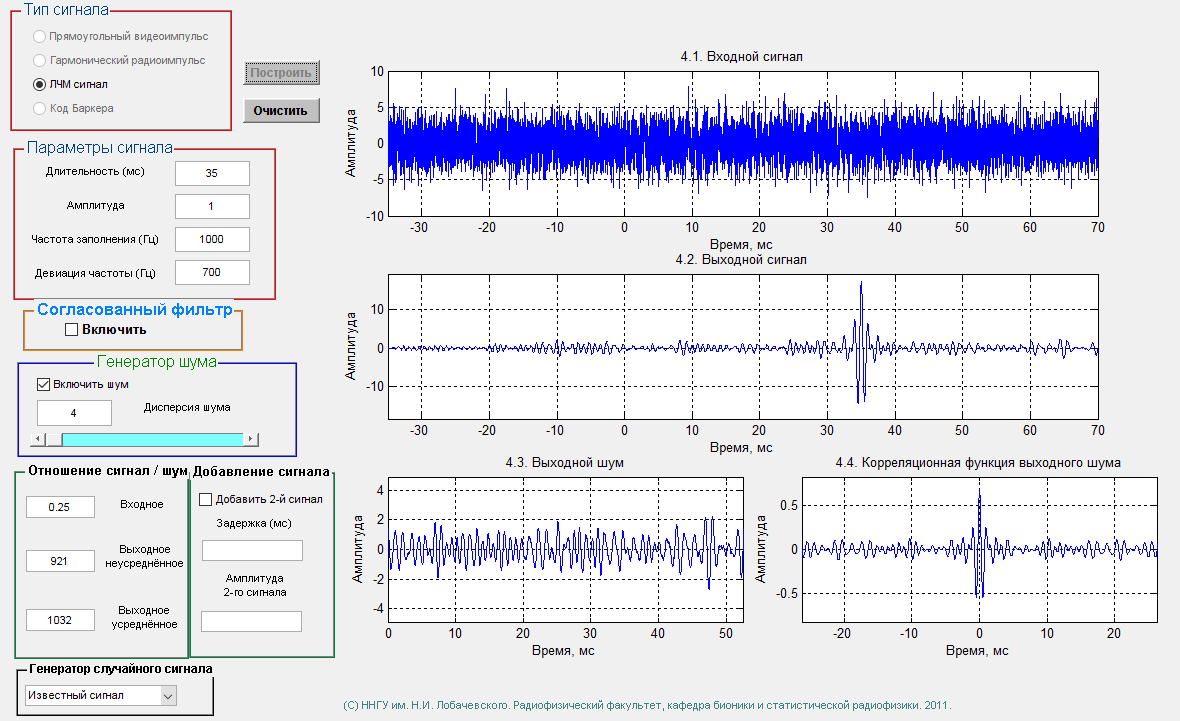 Тип сигнала
Прямоугольный видеоимпульс
Гармонический радиоимпульс
ЛЧМ сигнал
Код Баркера
Построить
Очистить
Параметры сигнала
Длительность (мс)
35
Амплитуда
1
Частота заполнения (Гц)
1000
Девиация частоты (Гц)
700
Согласованный фильтр
Включить
Генератор шума
Включить шум
4
Дисперсия шума
Отношение сигнал / шум
0.25
Входное
921
Выходное
неусреднённое
1032
Выходное
усреднённое
Добавление сигнала
Добавить 2-й сигнал
Задержка (мс)
Амплитуда
2-го сигнала
Генератор случайного сигнала
Известный сигнал
4.1. Входной сигнал
Амплитуда
10
5
0
-5
-10
-30 -20 -10 0 10 20 30 40 50 60 70
Время, мс
4.2. Выходной сигнал
Амплитуда
10
0
-10
-30 -20 -10 0 10 20 30 40 50 60 70
Время, мс
4.3. Выходной шум
Амплитуда
4
2
0
-2
-4
0 10 20 30 40 50
Время, мс
4.4. Корреляционная функция выходного шума
Амплитуда
0.5
0
-0.5
-20 -10 0 10 20
Время, мс
(С) ННГУ им. Н.И. Лобачевского. Радиофизический факультет, кафедра бионики и статистической радиофизики. 2011.